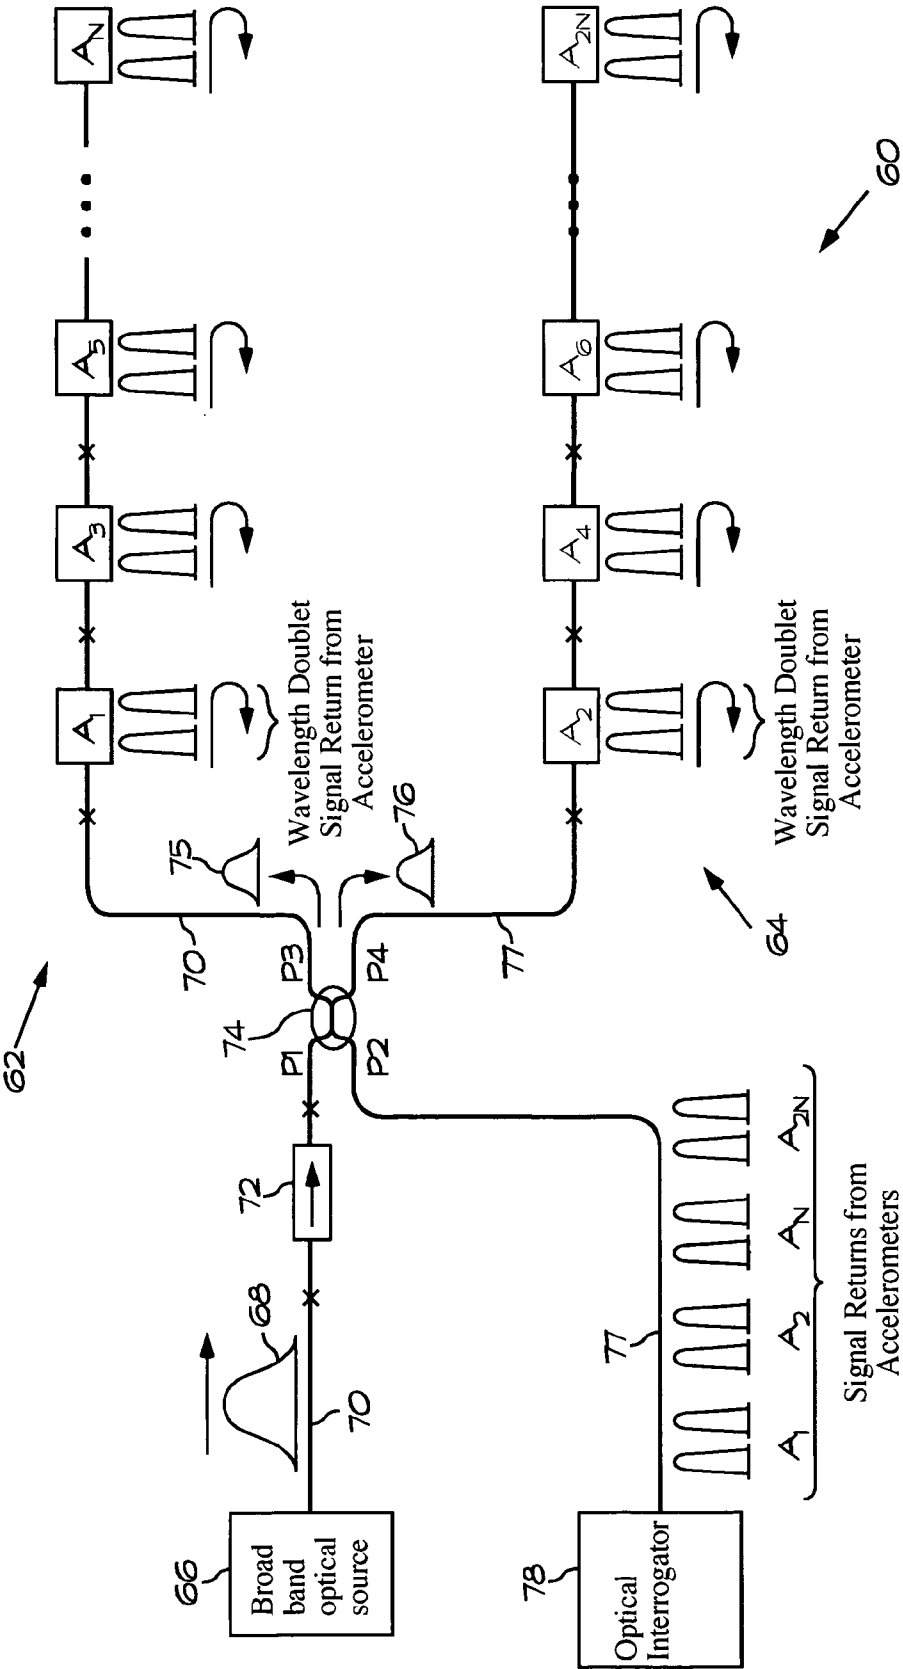 62
70
A1
A3
A5
AN
75
Wavelength Doublet
Signal Return from
Accelerometer
66
Broad
band
optical
source
68
70
72
74
P1
P3
P2
P4
76
77
A2
A4
A6
A2N
Wavelength Doublet
Signal Return from
Accelerometer
64
60
78
Optical
Interrogator
77
A1
A2
AN
A2N
Signal Returns from
Accelerometers